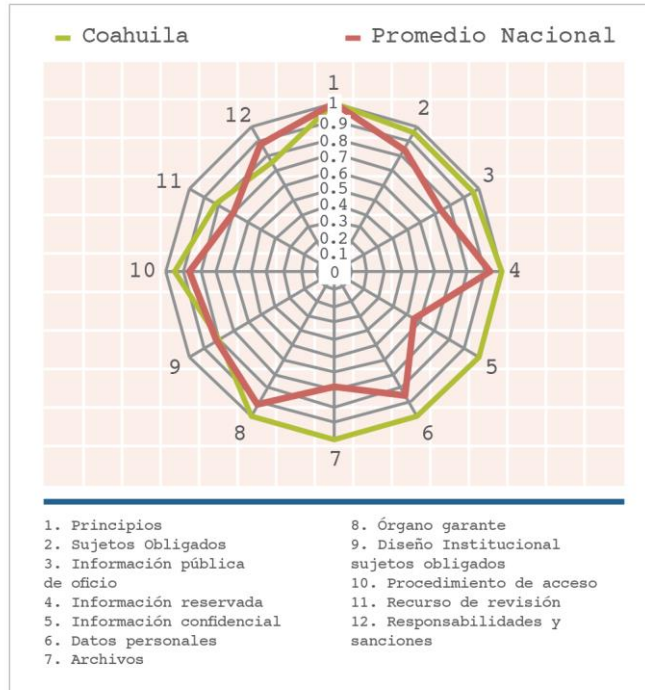 Coahuila
Promedio Nacional
1
2
3
4
5
6
7
8
9
10
11
12
1
0.9
0.8
0.7
0.6
0.5
0.4
0.3
0.2
0.1
0
1. Principios
2. Sujetos Obligados
3. Información pública
de oficio
4. Información reservada
5. Información confidencial
6. Datos personales
7. Archivos
8. Órgano garante
9. Diseño Institucional
sujetos obligados
10. Procedimiento de acceso
11. Recurso de revisión
12. Responsabilidades y
sanciones